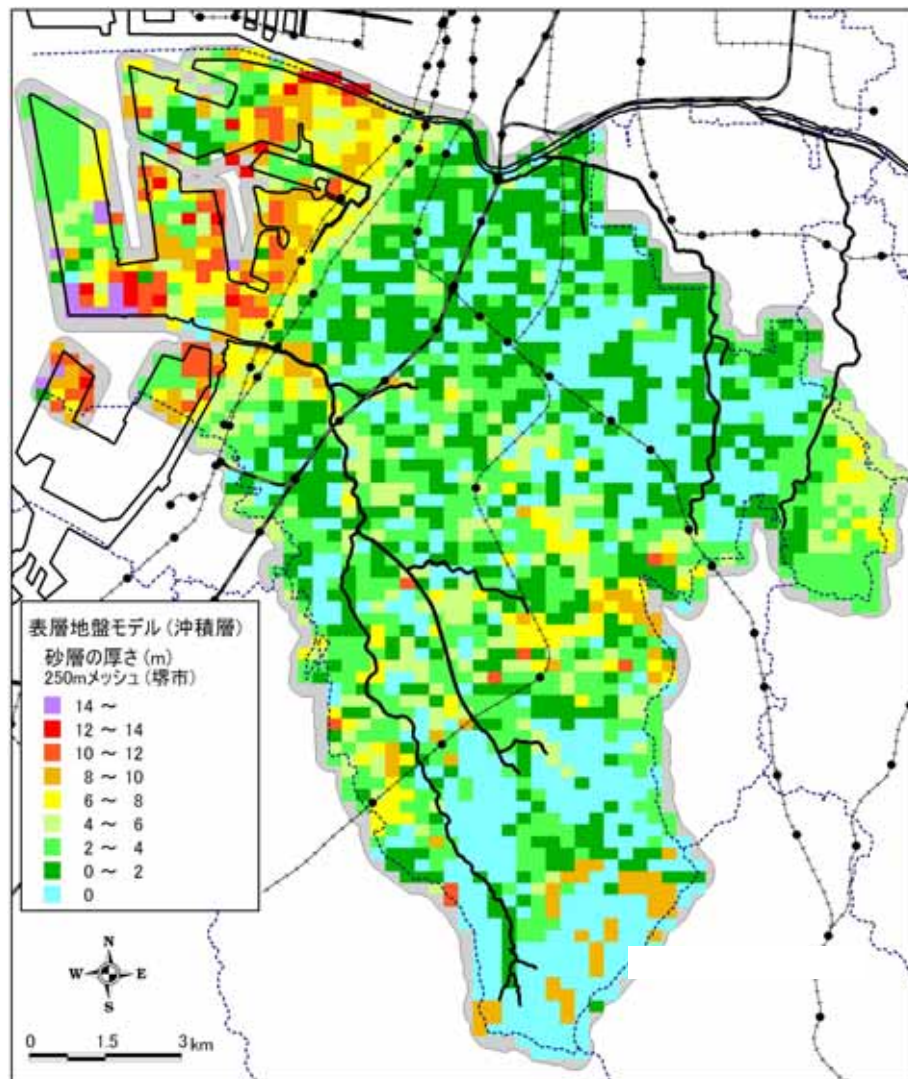 表層地盤モデル(沖積層)
砂層の厚さ(m)
250mメッシュ(堺市)
14 ~
12 ~ 14
10 ~ 12
8 ~ 10
6 ~ 8
4 ~ 6
2 ~ 4
0 ~ 2
0
N
W E
S
0 1.5 3 km